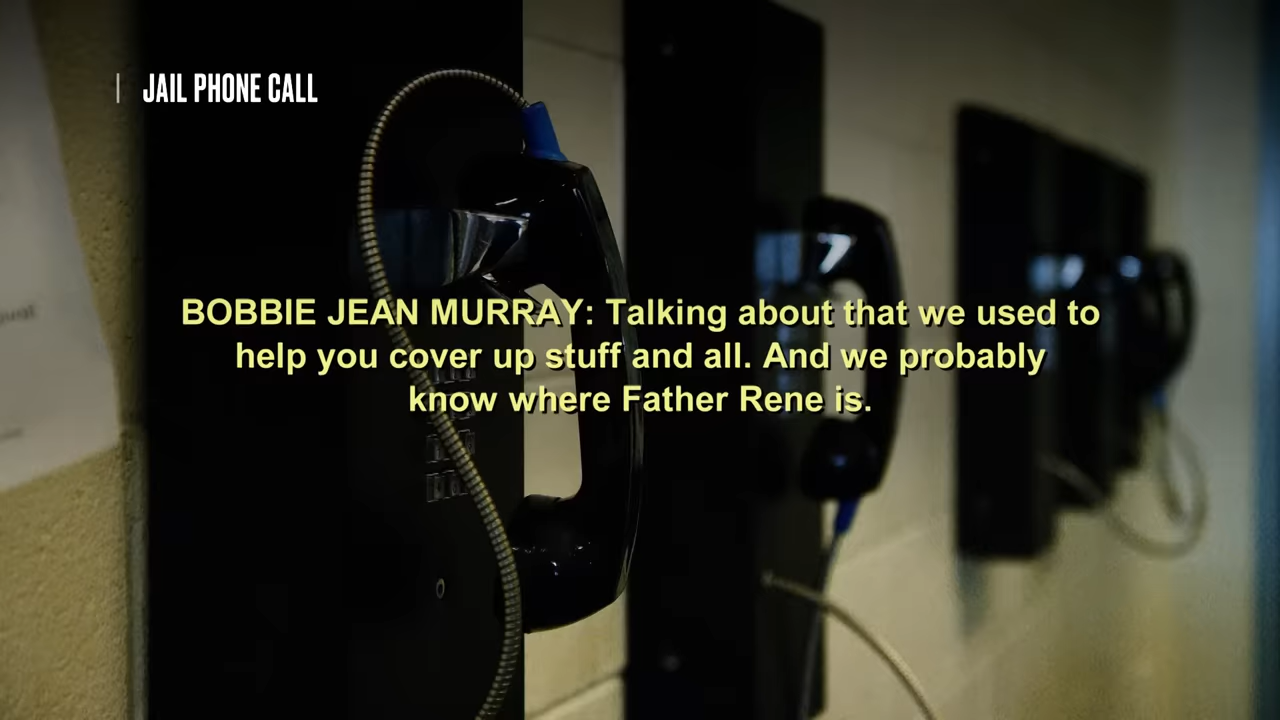 JAIL PHONE CALL
BOBBIE JEAN MURRAY: Talking about that we used to
help you cover up stuff and all. And we probably
know where Father Rene is.